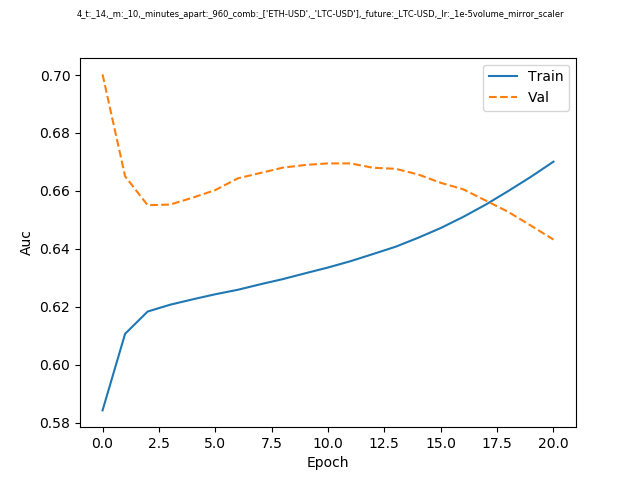 4_t:_14,_m:_10,_minutes_apart:_960_comb:_['ETH-USD',_'LTC-USD'],_future:_LTC-USD,_lr:_1e-5volume_mirror_scaler
Train
Val
0.70
0.68
0.66
0.64
0.62
0.60
0.58
Auc
0.0 2.5 5.0 7.5 10.0 12.5 15.0 17.5 20.0
Epoch